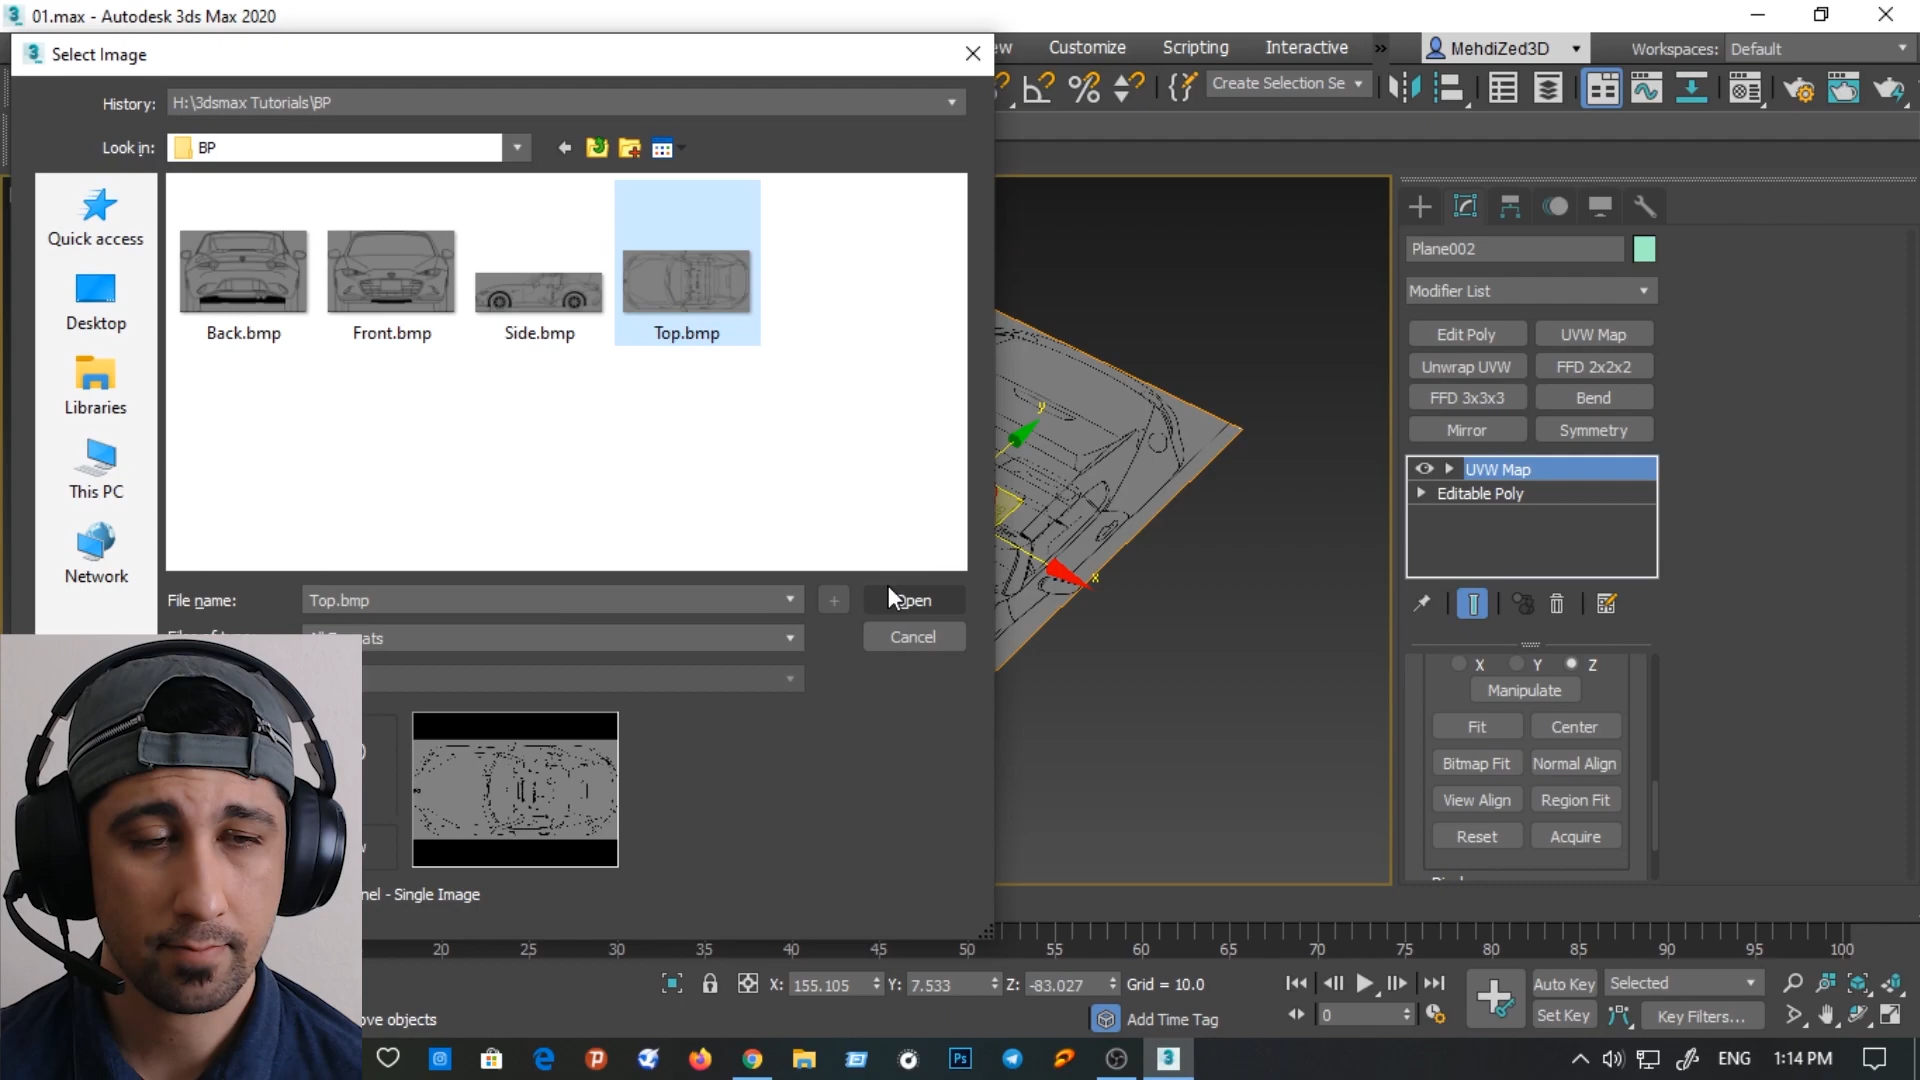 01.max - Autodesk 3ds Max 2020
Select Image
ew
Customize
Scripting
Interactive
MehdiZed3D
Workspaces:
Default
History:
H:\3dsmax Tutorials\BP
Create Selection Se
Look in:
BP
Quick access
Desktop
Libraries
This PC
Network
Back.bmp
Front.bmp
Side.bmp
Top.bmp
File name:
Top.bmp
Open
Cancel
nel - Single Image
y
x
Plane002
Modifier List
Edit Poly
UVW Map
Unwrap UVW
FFD 2x2x2
FFD 3x3x3
Bend
Mirror
Symmetry
UVW Map
Editable Poly
X
Y
Z
Manipulate
Fit
Center
Bitmap Fit
Normal Align
View Align
Region Fit
Reset
Acquire
20 25 30 35 40 45 50 55 60 65 70 75 80 85 90 95 100
X: 155.105 Y: 7.533 Z: -83.027 Grid = 10.0
Auto Key
Selected
ove objects
Add Time Tag
0
Set Key
Key Filters...
Ps
3
ENG
1:14 PM